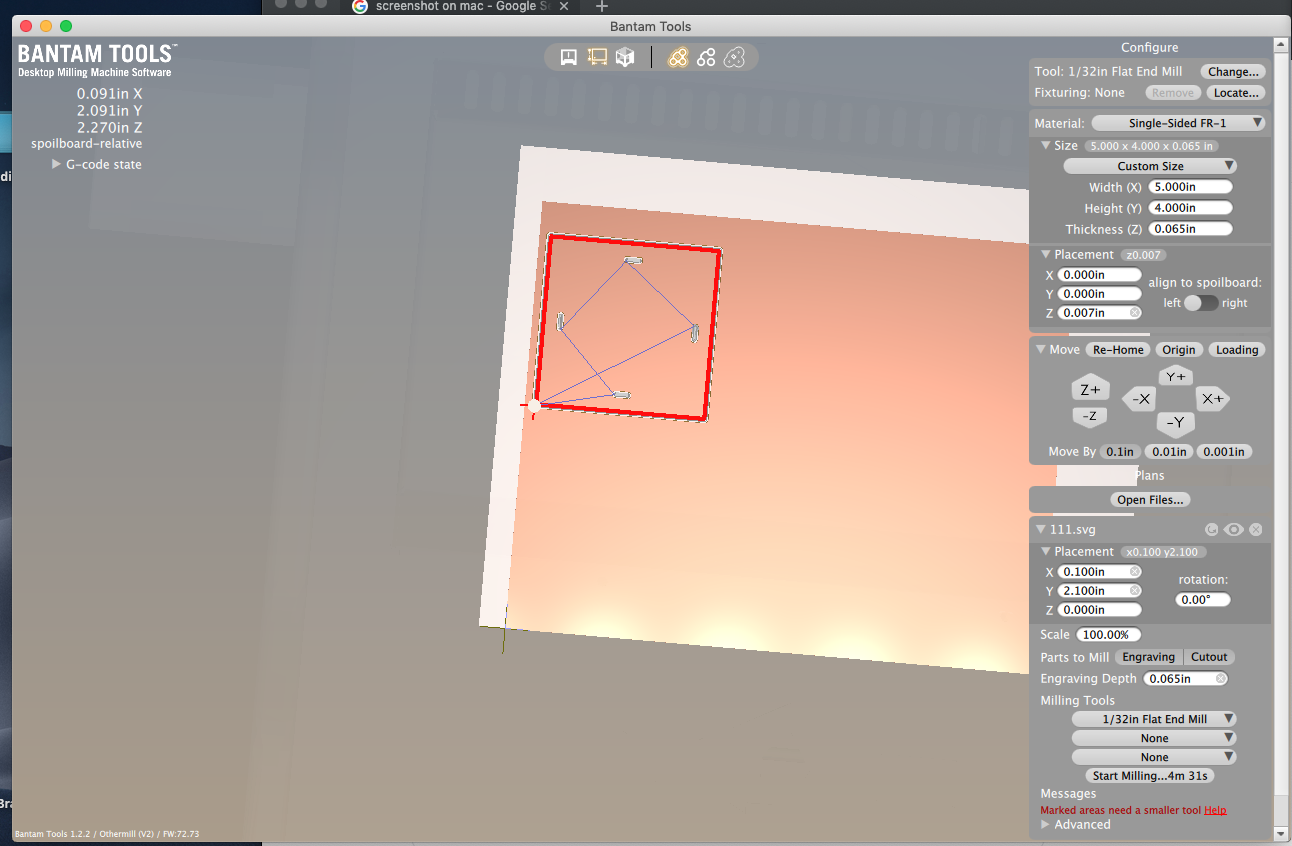 screenshot on mac - Google Se
Bantam Tools
BANTAM TOOLS™
Desktop Milling Machine Software
0.091in X
2.091in Y
2.270in Z
spoilboard-relative
G-code state
Configure
Tool: 1/32in Flat End Mill Change...
Fixturing: None Remove Locate...
Material: Single-Sided FR-1
Size 5.000 x 4.000 x 0.065 in
Custom Size
Width (X) 5.000in
Height (Y) 4.000in
Thickness (Z) 0.065in
Placement z0.007
X 0.000in
align to spoilboard:
Y 0.000in
left right
Z 0.007in
Move Re-Home Origin Loading
Z+ Y+
-X X+
-Z -Y
Move By 0.1in 0.01in 0.001in
Plans
Open Files...
111.svg
Placement x0.100 y2.100
X 0.100in
rotation:
Y 2.100in
0.00°
Z 0.000in
Scale 100.00%
Parts to Mill Engraving Cutout
Engraving Depth 0.065in
Milling Tools
1/32in Flat End Mill
None
None
Start Milling...4m 31s
Messages
Marked areas need a smaller tool Help
Advanced
Bantam Tools 1.2.2 / Othermill (V2) / FW:72.73